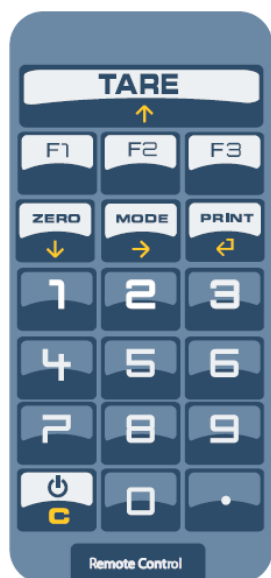 TARE
↑
F1 F2 F3
ZERO MODE PRINT
↓ → ↵
1 2 3
4 5 6
7 8 9
C 0 .
Remote Control